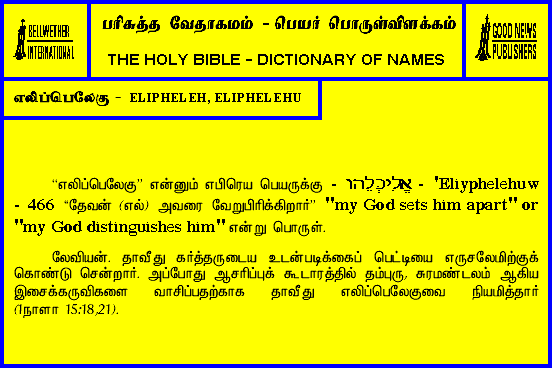 BELLWETHER
INTERNATIONAL
பரிசுத்த வேதாகமம் - பெயர் பொருள்விளக்கம்
THE HOLY BIBLE - DICTIONARY OF NAMES
GOOD NEWS
PUBLISHERS
எலிப்பெலேகு - ELIPHELEH, ELIPHELEHU
“எலிப்பெலேகு” என்னும் எபிரெய பெயருக்கு - אֱלִיכְלֵהוּ - 'Eliyphelehuw
- 466 “தேவன் (எல்) அவரை வேறுபிரிக்கிறார்” "my God sets him apart" or
"my God distinguishes him" என்று பொருள்.
லேவியன். தாவீது கர்த்தருடைய உடன்படிக்கைப் பெட்டியை எருசலேமிற்குக்
கொண்டு சென்றார். அப்போது ஆசரிப்புக் கூடாரத்தில் தம்புரு, சுரமண்டலம் ஆகிய
இசைக்கருவிகளை வாசிப்பதற்காக தாவீது எலிப்பெலேகுவை நியமித்தார்
(1நாளா 15:18,21).